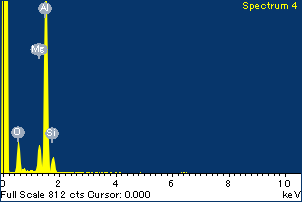 Spectrum 4
Al
Mg
O
Si
0 2 4 6 8 10
Full Scale 812 cts Cursor: 0.000 keV